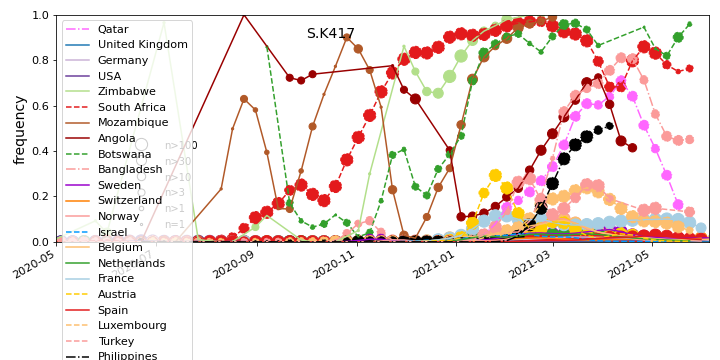 S.K417
frequency
1.0
0.8
0.6
0.4
0.2
0.0
2020-05
2020-07
2020-09
2020-11
2021-01
2021-03
2021-05
Qatar
United Kingdom
Germany
USA
Zimbabwe
South Africa
Mozambique
Angola
Botswana
Bangladesh
Sweden
Switzerland
Norway
Israel
Belgium
Netherlands
France
Austria
Spain
Luxembourg
Turkey
Philippines
n>100
n>30
n>10
n>3
n>1
n=1